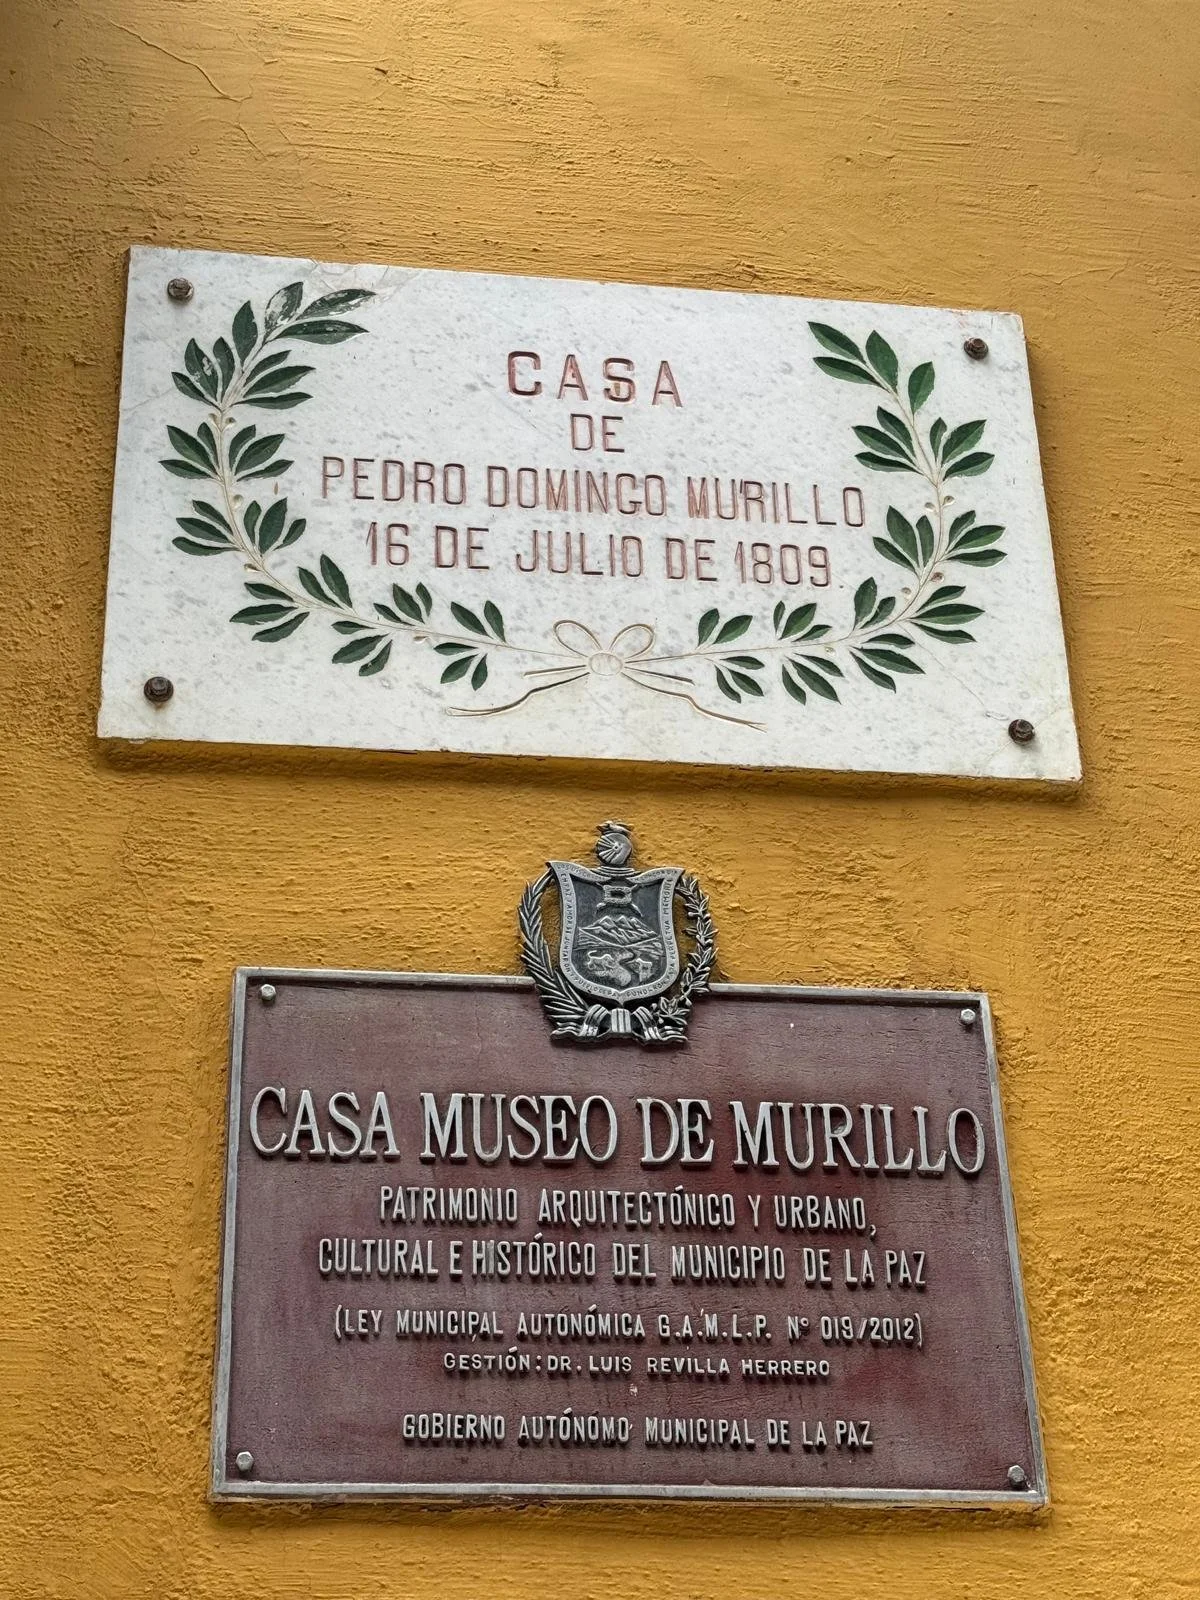 CASA
DE
PEDRO DOMINGO MURILLO
16 DE JULIO DE 1809
CASA MUSEO DE MURILLO
PATRIMONIO ARQUITECTÓNICO Y URBANO,
CULTURAL E HISTÓRICO DEL MUNICIPIO DE LA PAZ
(LEY MUNICIPAL AUTONÓMICA G.A.M.L.P. N° 019/2012)
GESTIÓN: DR. LUIS REVILLA HERRERO
GOBIERNO AUTÓNOMO MUNICIPAL DE LA PAZ